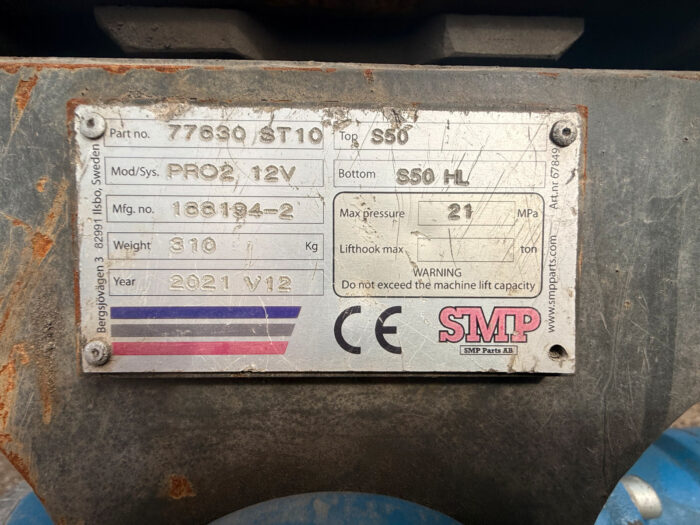 Part no. 77630 ST10
Mod/Sys. PRO2 12V
Mfg. no. 188194-2
Weight 310 Kg
Year 2021 V12
Top S50
Bottom S50 HL
Max pressure 21 MPa
Lifthook max ton
WARNING
Do not exceed the machine lift capacity
CE
SMP
SMP Parts AB
Bergsjövägen 3 82991 Ilsbo, Sweden
www.smpparts.com
Art.nr 67849